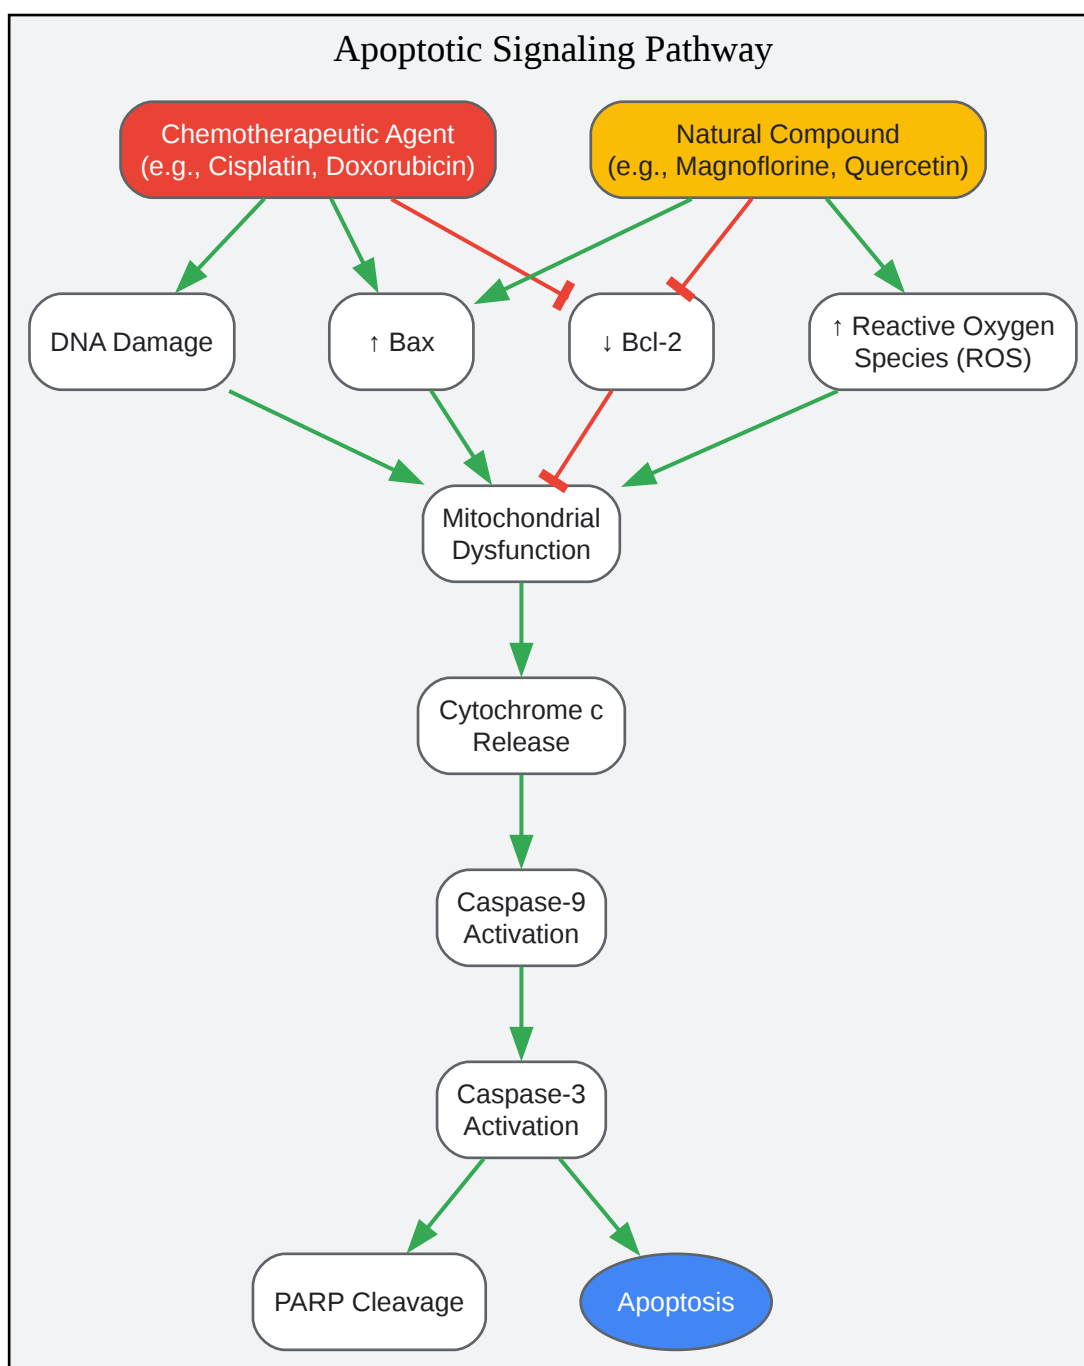 Apoptotic Signaling Pathway
Chemotherapeutic Agent
(e.g., Cisplatin, Doxorubicin)
Natural Compound
(e.g., Magnoflorine, Quercetin)
DNA Damage
↑ Bax
↓ Bcl-2
↑ Reactive Oxygen
Species (ROS)
Mitochondrial
Dysfunction
Cytochrome c
Release
Caspase-9
Activation
Caspase-3
Activation
PARP Cleavage
Apoptosis